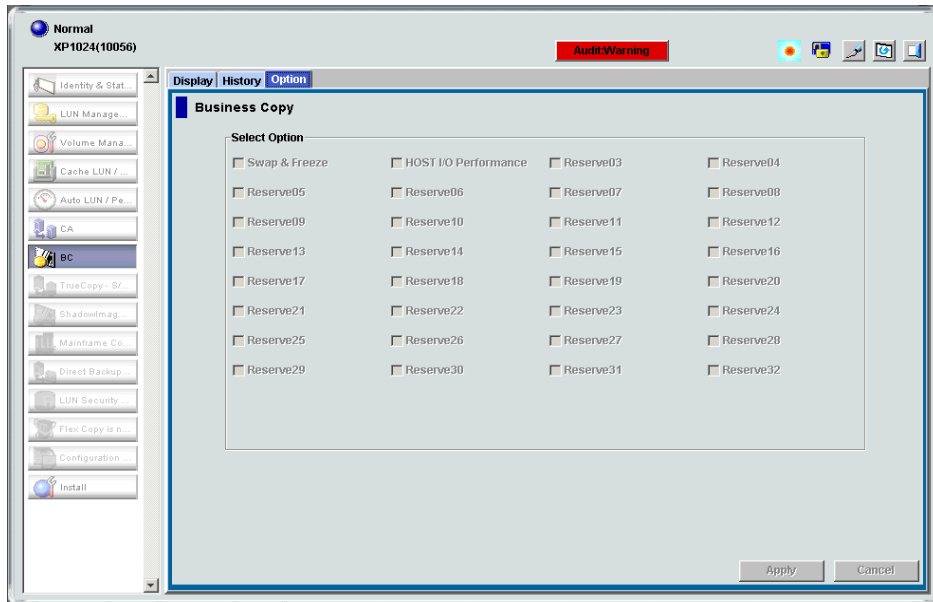 Normal
XP1024(10056)
Audit:Warning
Identity & Stat...
LUN Manage...
Volume Mana...
Cache LUN / ...
Auto LUN / Pe...
CA
BC
TrueCopy - S/...
ShadowImag...
Mainframe Co...
Direct Backup...
LUN Security ...
Flex Copy is n...
Configuration ...
Install
Display History Option
Business Copy
Select Option
Swap & Freeze HOST I/O Performance Reserve03 Reserve04
Reserve05 Reserve06 Reserve07 Reserve08
Reserve09 Reserve10 Reserve11 Reserve12
Reserve13 Reserve14 Reserve15 Reserve16
Reserve17 Reserve18 Reserve19 Reserve20
Reserve21 Reserve22 Reserve23 Reserve24
Reserve25 Reserve26 Reserve27 Reserve28
Reserve29 Reserve30 Reserve31 Reserve32
Apply Cancel